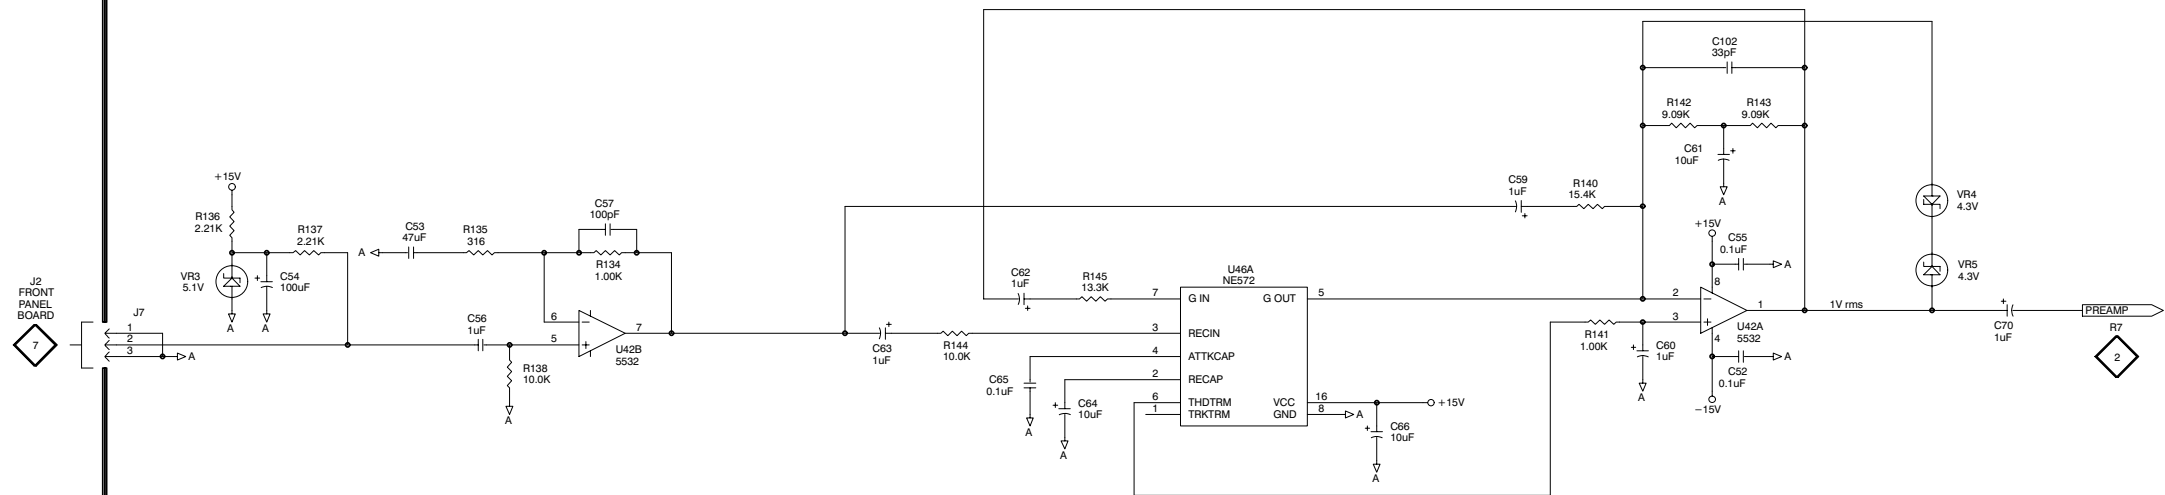 C102
33pF
R142
9.09K
R143
9.09K
C61
10uF
A
C59
1uF
+
R140
15.4K
VR4
4.3V
VR5
4.3V
+15V
R136
2.21K
R137
2.21K
VR3
5.1V
+
C54
100uF
A
A
A
C53
47uF
R135
316
C57
100pF
R134
1.00K
J2
FRONT
PANEL
BOARD
7
J7
1
2
3
A
C56
1uF
R138
10.0K
A
6
5
−
+
7
U42B
5532
+
C63
1uF
R144
10.0K
C62
1uF
+
R145
13.3K
U46A
NE572
7
G IN
G OUT
5
3
RECIN
4
ATTKCAP
2
RECAP
6
THDTRM
1
TRKTRM
VCC
16
GND
8
A
+15V
C65
0.1uF
A
+
C64
10uF
A
+
C66
10uF
A
R141
1.00K
+
C60
1uF
A
+15V
C55
0.1uF
A
8
2
−
3
+
1
U42A
5532
4
C52
0.1uF
A
−15V
1V rms
+
C70
1uF
PREAMP
R7
2
+